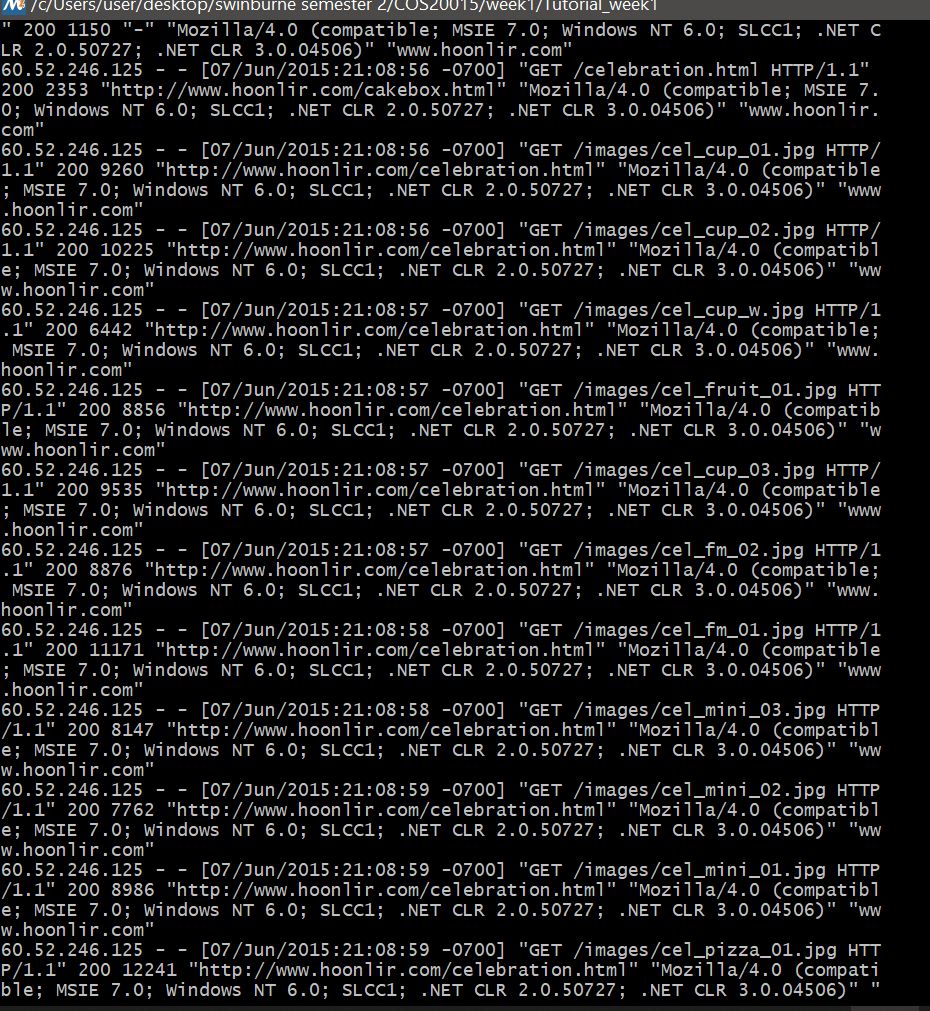 /c/Users/user/desktop/swinburne semester 2/COS20015/week1/Tutorial_week1
" 200 1150 "-" "Mozilla/4.0 (compatible; MSIE 7.0; Windows NT 6.0; SLCC1; .NET C
LR 2.0.50727; .NET CLR 3.0.04506)" "www.hoonlir.com"
60.52.246.125 - - [07/Jun/2015:21:08:56 -0700] "GET /celebration.html HTTP/1.1"
200 2353 "http://www.hoonlir.com/cakebox.html" "Mozilla/4.0 (compatible; MSIE 7.
0; Windows NT 6.0; SLCC1; .NET CLR 2.0.50727; .NET CLR 3.0.04506)" "www.hoonlir.
com"
60.52.246.125 - - [07/Jun/2015:21:08:56 -0700] "GET /images/cel_cup_01.jpg HTTP/
1.1" 200 9260 "http://www.hoonlir.com/celebration.html" "Mozilla/4.0 (compatible
; MSIE 7.0; Windows NT 6.0; SLCC1; .NET CLR 2.0.50727; .NET CLR 3.0.04506)" "www
.hoonlir.com"
60.52.246.125 - - [07/Jun/2015:21:08:56 -0700] "GET /images/cel_cup_02.jpg HTTP/
1.1" 200 10225 "http://www.hoonlir.com/celebration.html" "Mozilla/4.0 (compatibl
e; MSIE 7.0; Windows NT 6.0; SLCC1; .NET CLR 2.0.50727; .NET CLR 3.0.04506)" "ww
w.hoonlir.com"
60.52.246.125 - - [07/Jun/2015:21:08:57 -0700] "GET /images/cel_cup_w.jpg HTTP/1
.1" 200 6442 "http://www.hoonlir.com/celebration.html" "Mozilla/4.0 (compatible;
 MSIE 7.0; Windows NT 6.0; SLCC1; .NET CLR 2.0.50727; .NET CLR 3.0.04506)" "www.
hoonlir.com"
60.52.246.125 - - [07/Jun/2015:21:08:57 -0700] "GET /images/cel_fruit_01.jpg HTT
P/1.1" 200 8856 "http://www.hoonlir.com/celebration.html" "Mozilla/4.0 (compatib
le; MSIE 7.0; Windows NT 6.0; SLCC1; .NET CLR 2.0.50727; .NET CLR 3.0.04506)" "w
ww.hoonlir.com"
60.52.246.125 - - [07/Jun/2015:21:08:57 -0700] "GET /images/cel_cup_03.jpg HTTP/
1.1" 200 9535 "http://www.hoonlir.com/celebration.html" "Mozilla/4.0 (compatible
; MSIE 7.0; Windows NT 6.0; SLCC1; .NET CLR 2.0.50727; .NET CLR 3.0.04506)" "www
.hoonlir.com"
60.52.246.125 - - [07/Jun/2015:21:08:57 -0700] "GET /images/cel_fm_02.jpg HTTP/1
.1" 200 8876 "http://www.hoonlir.com/celebration.html" "Mozilla/4.0 (compatible;
 MSIE 7.0; Windows NT 6.0; SLCC1; .NET CLR 2.0.50727; .NET CLR 3.0.04506)" "www.
hoonlir.com"
60.52.246.125 - - [07/Jun/2015:21:08:58 -0700] "GET /images/cel_fm_01.jpg HTTP/1
.1" 200 11171 "http://www.hoonlir.com/celebration.html" "Mozilla/4.0 (compatible
; MSIE 7.0; Windows NT 6.0; SLCC1; .NET CLR 2.0.50727; .NET CLR 3.0.04506)" "www
.hoonlir.com"
60.52.246.125 - - [07/Jun/2015:21:08:58 -0700] "GET /images/cel_mini_03.jpg HTTP
/1.1" 200 8147 "http://www.hoonlir.com/celebration.html" "Mozilla/4.0 (compatibl
e; MSIE 7.0; Windows NT 6.0; SLCC1; .NET CLR 2.0.50727; .NET CLR 3.0.04506)" "ww
w.hoonlir.com"
60.52.246.125 - - [07/Jun/2015:21:08:59 -0700] "GET /images/cel_mini_02.jpg HTTP
/1.1" 200 7762 "http://www.hoonlir.com/celebration.html" "Mozilla/4.0 (compatibl
e; MSIE 7.0; Windows NT 6.0; SLCC1; .NET CLR 2.0.50727; .NET CLR 3.0.04506)" "ww
w.hoonlir.com"
60.52.246.125 - - [07/Jun/2015:21:08:59 -0700] "GET /images/cel_mini_01.jpg HTTP
/1.1" 200 8986 "http://www.hoonlir.com/celebration.html" "Mozilla/4.0 (compatibl
e; MSIE 7.0; Windows NT 6.0; SLCC1; .NET CLR 2.0.50727; .NET CLR 3.0.04506)" "ww
w.hoonlir.com"
60.52.246.125 - - [07/Jun/2015:21:08:59 -0700] "GET /images/cel_pizza_01.jpg HTT
P/1.1" 200 12241 "http://www.hoonlir.com/celebration.html" "Mozilla/4.0 (compati
ble; MSIE 7.0; Windows NT 6.0; SLCC1; .NET CLR 2.0.50727; .NET CLR 3.0.04506)" "